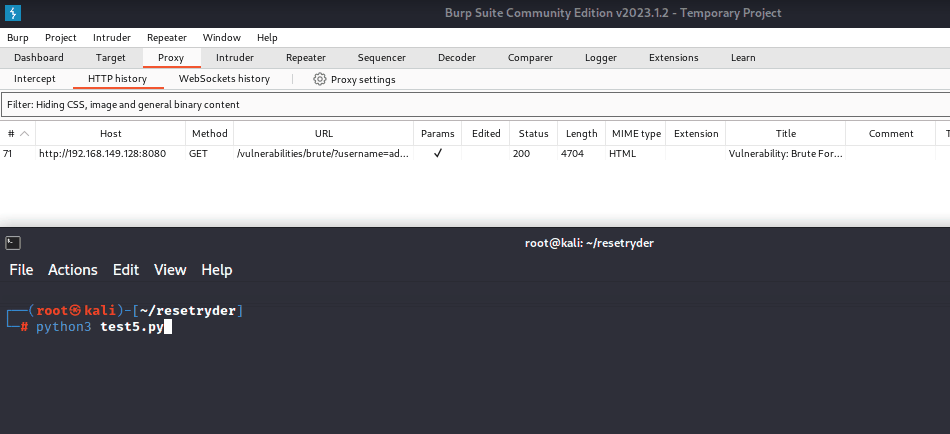 Burp Suite Community Edition v2023.1.2 - Temporary Project
Burp Project Intruder Repeater Window Help
Dashboard Target Proxy Intruder Repeater Sequencer Decoder Comparer Logger Extensions Learn
Intercept HTTP history WebSockets history Proxy settings
Filter: Hiding CSS, image and general binary content
# Host Method URL Params Edited Status Length MIME type Extension Title Comment T
71 http://192.168.149.128:8080 GET /vulnerabilities/brute/?username=ad... ✓ 200 4704 HTML Vulnerability: Brute For...
root@kali: ~/resetryder
File Actions Edit View Help
┌──(root㉿kali)-[~/resetryder]
└─# python3 test5.py